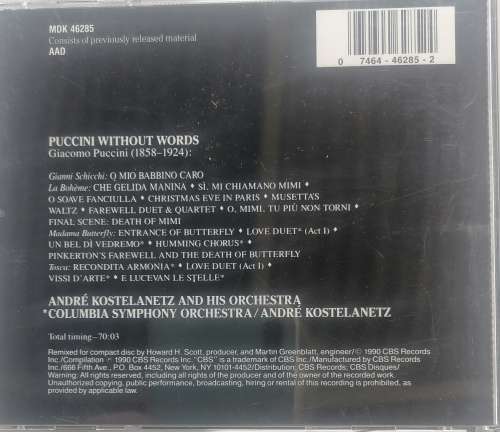 MDK 46285
Consists of previously released material
AAD
0 7464-46285-2
PUCCINI WITHOUT WORDS
Giacomo Puccini (1858–1924):
Gianni Schicchi: O MIO BABBINO CARO
La Bohème: CHE GELIDA MANINA ♦ SÌ, MI CHIAMANO MIMI ♦
O SOAVE FANCIULLA ♦ CHRISTMAS EVE IN PARIS ♦ MUSETTA'S
WALTZ ♦ FAREWELL DUET & QUARTET ♦ O, MIMI, TU PIÙ NON TORNI ♦
FINAL SCENE: DEATH OF MIMI
Madama Butterfly: ENTRANCE OF BUTTERFLY ♦ LOVE DUET* (Act I) ♦
UN BEL DÌ VEDREMO* ♦ HUMMING CHORUS* ♦
PINKERTON'S FAREWELL AND THE DEATH OF BUTTERFLY
Tosca: RECONDITA ARMONIA* ♦ LOVE DUET (Act I) ♦
VISSI D'ARTE* ♦ E LUCEVAN LE STELLE*
ANDRÉ KOSTELANETZ AND HIS ORCHESTRA
*COLUMBIA SYMPHONY ORCHESTRA/ANDRÉ KOSTELANETZ
Total timing–70:03
Remixed for compact disc by Howard H. Scott, producer, and Martin Greenblatt, engineer/© 1990 CBS Records
Inc./Compilation ℗ 1990 CBS Records Inc. "CBS" is a trademark of CBS Inc./Manufactured by CBS Records
Inc./666 Fifth Ave., P.O. Box 4452, New York, NY 10101-4452/Distribution: CBS Records; CBS Disques/
Warning: All rights reserved, including all rights of the producer and of the owner of the recorded work.
Unauthorized copying, public performance, broadcasting, hiring or rental of this recording is prohibited, as
provided by applicable law.